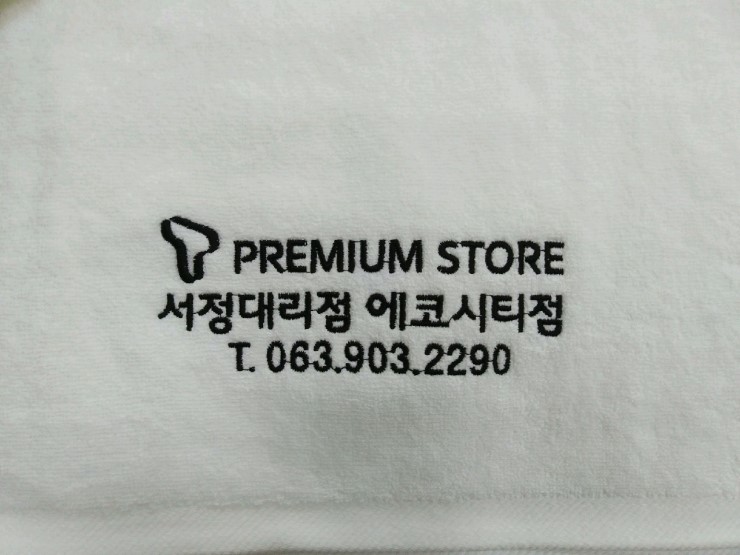 PREMIUM STORE
서정대리점 에코시티점
T. 063.903.2290